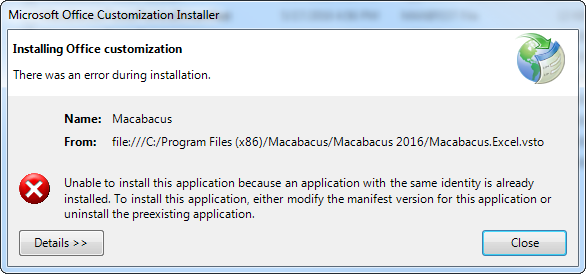 Microsoft Office Customization Installer
Installing Office customization
There was an error during installation.
Name: Macabacus
From: file:///C:/Program Files (x86)/Macabacus/Macabacus 2016/Macabacus.Excel.vsto
Unable to install this application because an application with the same identity is already
installed. To install this application, either modify the manifest version for this application or
uninstall the preexisting application.
Details >>
Close